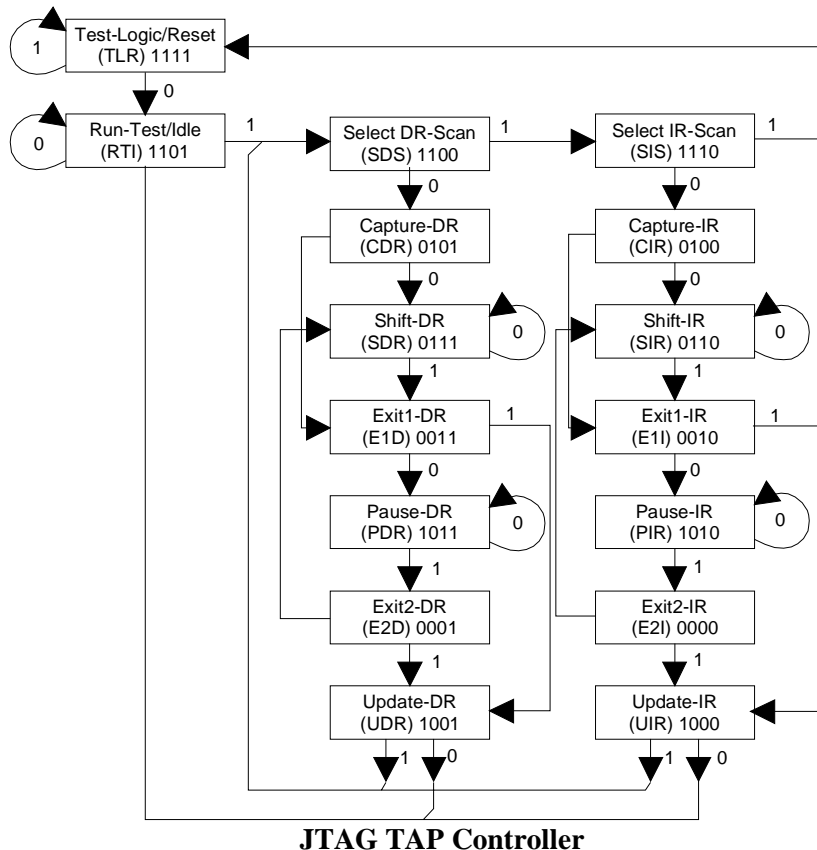 Test-Logic/Reset
(TLR) 1111
1
0
Run-Test/Idle
(RTI) 1101
0
1
Select DR-Scan
(SDS) 1100
1
Select IR-Scan
(SIS) 1110
1
0
0
Capture-DR
(CDR) 0101
Capture-IR
(CIR) 0100
0
0
Shift-DR
(SDR) 0111
0
Shift-IR
(SIR) 0110
0
1
1
Exit1-DR
(E1D) 0011
1
Exit1-IR
(E1I) 0010
1
0
0
Pause-DR
(PDR) 1011
0
Pause-IR
(PIR) 1010
0
1
1
Exit2-DR
(E2D) 0001
Exit2-IR
(E2I) 0000
1
1
Update-DR
(UDR) 1001
Update-IR
(UIR) 1000
1
0
1
0
JTAG TAP Controller